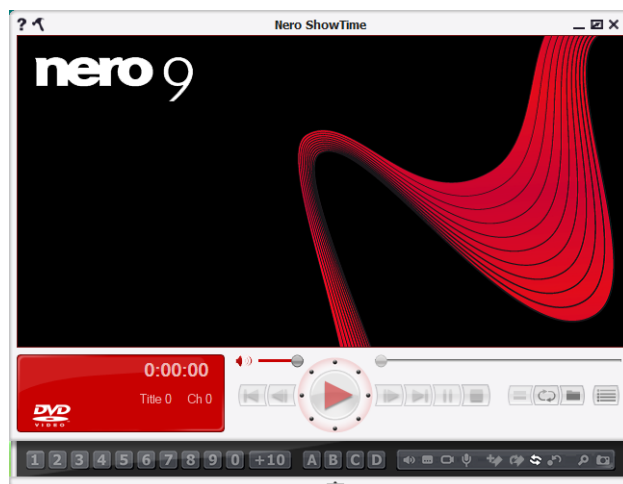 ? Nero ShowTime
nero 9
0:00:00
Title 0 Ch 0
DVD
VIDEO
1 2 3 4 5 6 7 8 9 0 +10 A B C D